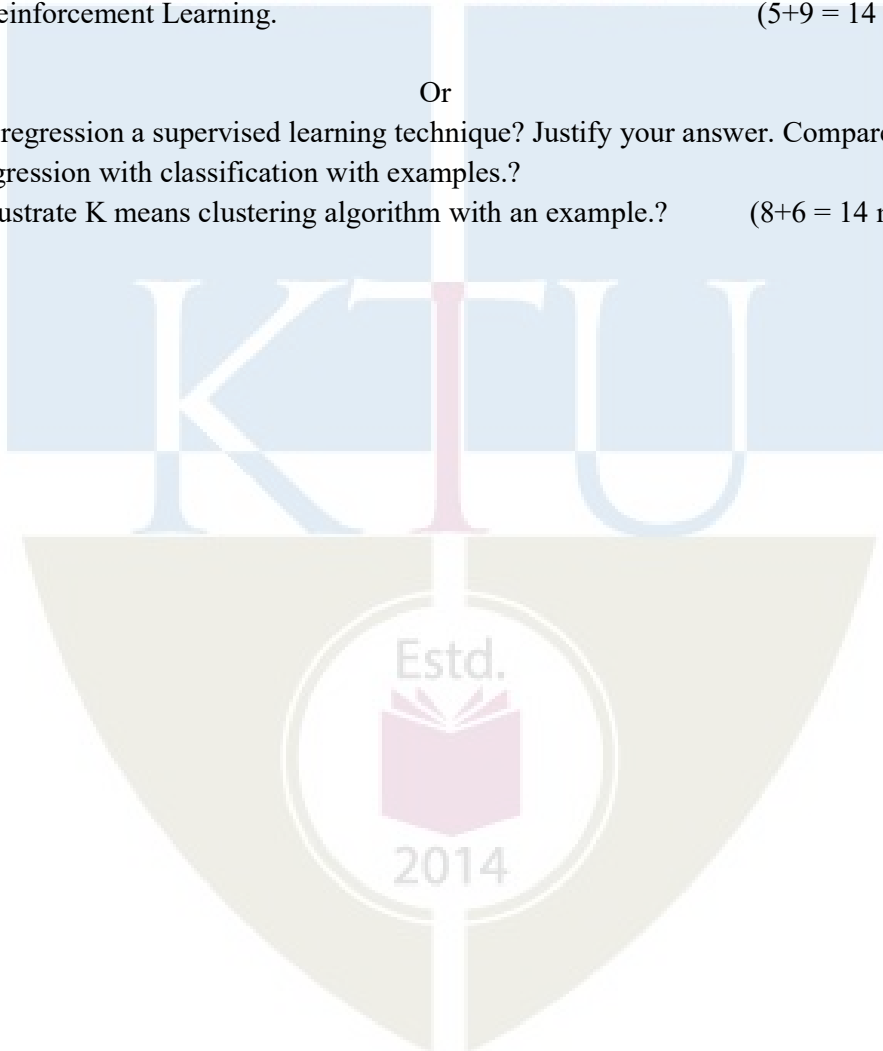 einforcement Learning. (5+9 = 14
Or
regression a supervised learning technique? Justify your answer. Compare
gression with classification with examples.?
ustrate K means clustering algorithm with an example.? (8+6 = 14
KTU
Estd.
2014